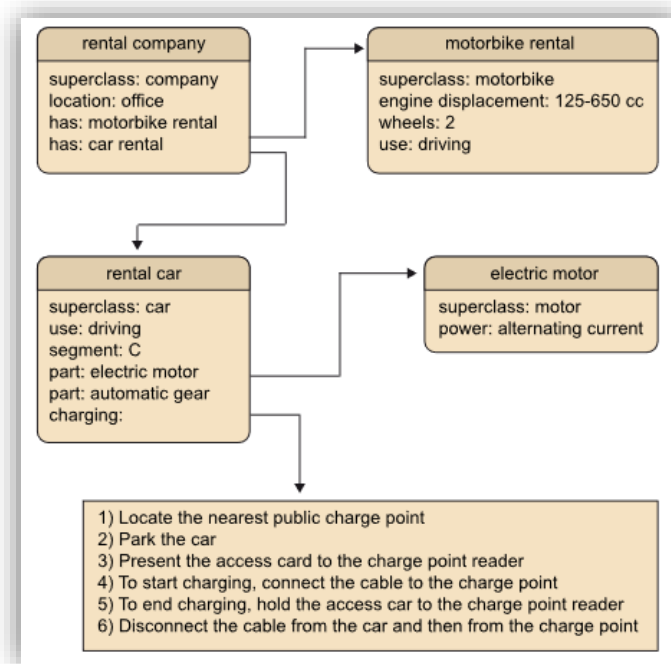 rental company
superclass: company
location: office
has: motorbike rental
has: car rental
motorbike rental
superclass: motorbike
engine displacement: 125-650 cc
wheels: 2
use: driving
rental car
superclass: car
use: driving
segment: C
part: electric motor
part: automatic gear
charging:
electric motor
superclass: motor
power: alternating current
1) Locate the nearest public charge point
2) Park the car
3) Present the access card to the charge point reader
4) To start charging, connect the cable to the charge point
5) To end charging, hold the access car to the charge point reader
6) Disconnect the cable from the car and then from the charge point